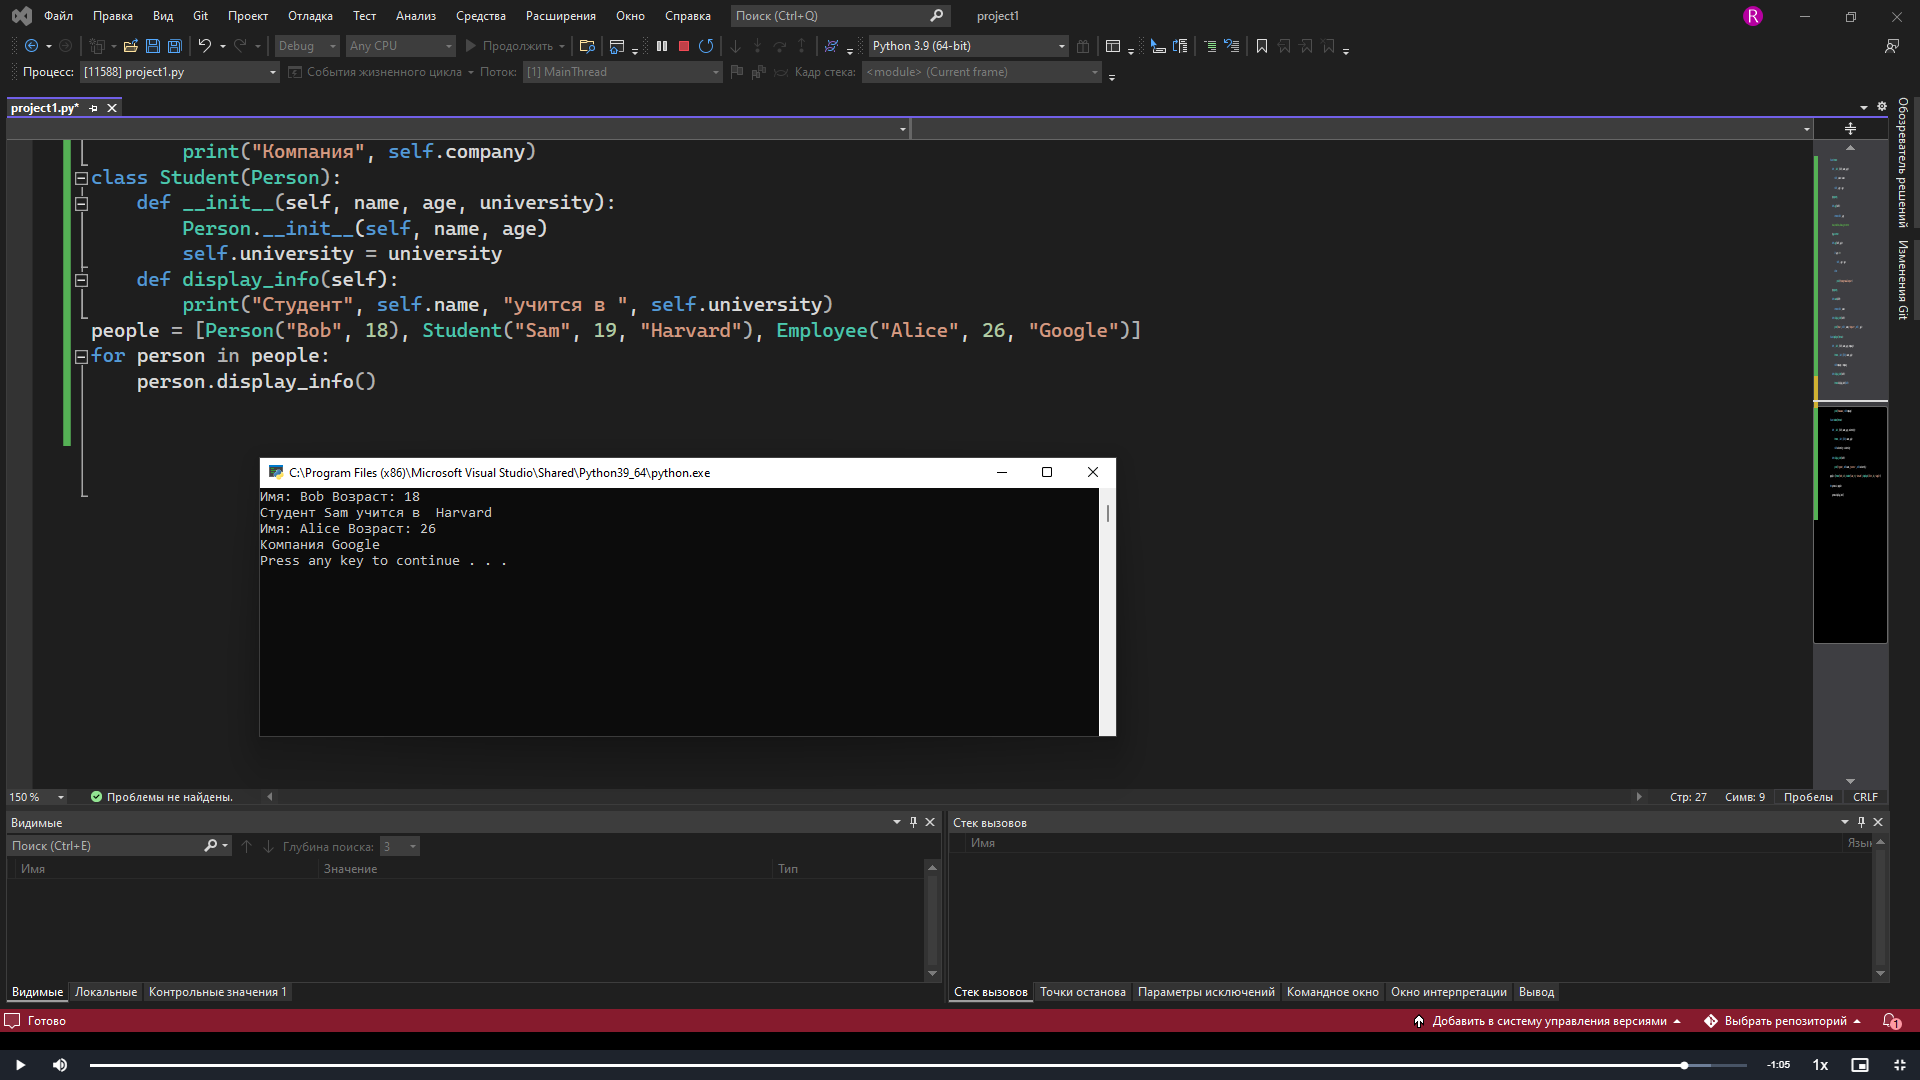 Файл Правка Вид Git Проект Отладка Тест Анализ Средства Расширения Окно Справка Поиск (Ctrl+Q) project1 R
Debug Any CPU Продолжить Python 3.9 (64-bit)
Процесс: [11588] project1.py События жизненного цикла Поток: [1] MainThread Кадр стека: <module> (Current frame)
project1.py*
Обозреватель решений
Изменения Git
print("Компания", self.company)
class Student(Person):
def __init__(self, name, age, university):
Person.__init__(self, name, age)
self.university = university
def display_info(self):
print("Студент", self.name, "учится в ", self.university)
people = [Person("Bob", 18), Student("Sam", 19, "Harvard"), Employee("Alice", 26, "Google")]
for person in people:
person.display_info()
C:\Program Files (x86)\Microsoft Visual Studio\Shared\Python39_64\python.exe
Имя: Bob Возраст: 18
Студент Sam учится в  Harvard
Имя: Alice Возраст: 26
Компания Google
Press any key to continue . . .
150 % Проблемы не найдены. Стр: 27 Симв: 9 Пробелы CRLF
Видимые
Поиск (Ctrl+E) Глубина поиска: 3
Имя Значение Тип
Видимые Локальные Контрольные значения 1
Стек вызовов
Имя Язык
Стек вызовов Точки останова Параметры исключений Командное окно Окно интерпретации Вывод
Готово Добавить в систему управления версиями Выбрать репозиторий 1
-1:05 1x